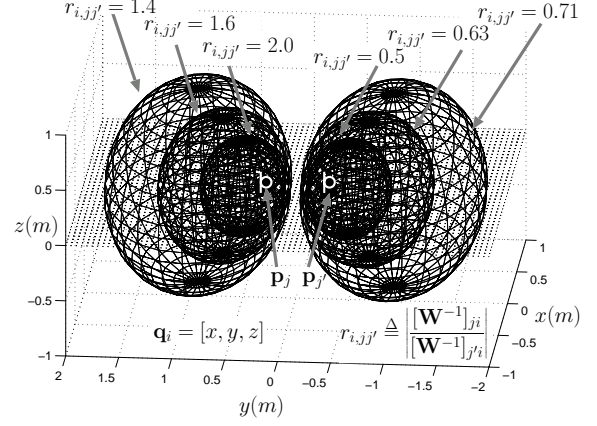 r_{i,jj'} = 1.4
r_{i,jj'} = 1.6
r_{i,jj'} = 2.0
r_{i,jj'} = 0.5
r_{i,jj'} = 0.63
r_{i,jj'} = 0.71
1
0.5
0
−0.5
−1
z(m)
b b
p_j p_{j'}
q_i = [x, y, z]
r_{i,jj'} ≜ |[W^{-1}]_{ji} / [W^{-1}]_{j'i}|
1
0.5
0
−0.5
−1
x(m)
2 1.5 1 0.5 0 −0.5 −1 −1.5 −2
y(m)